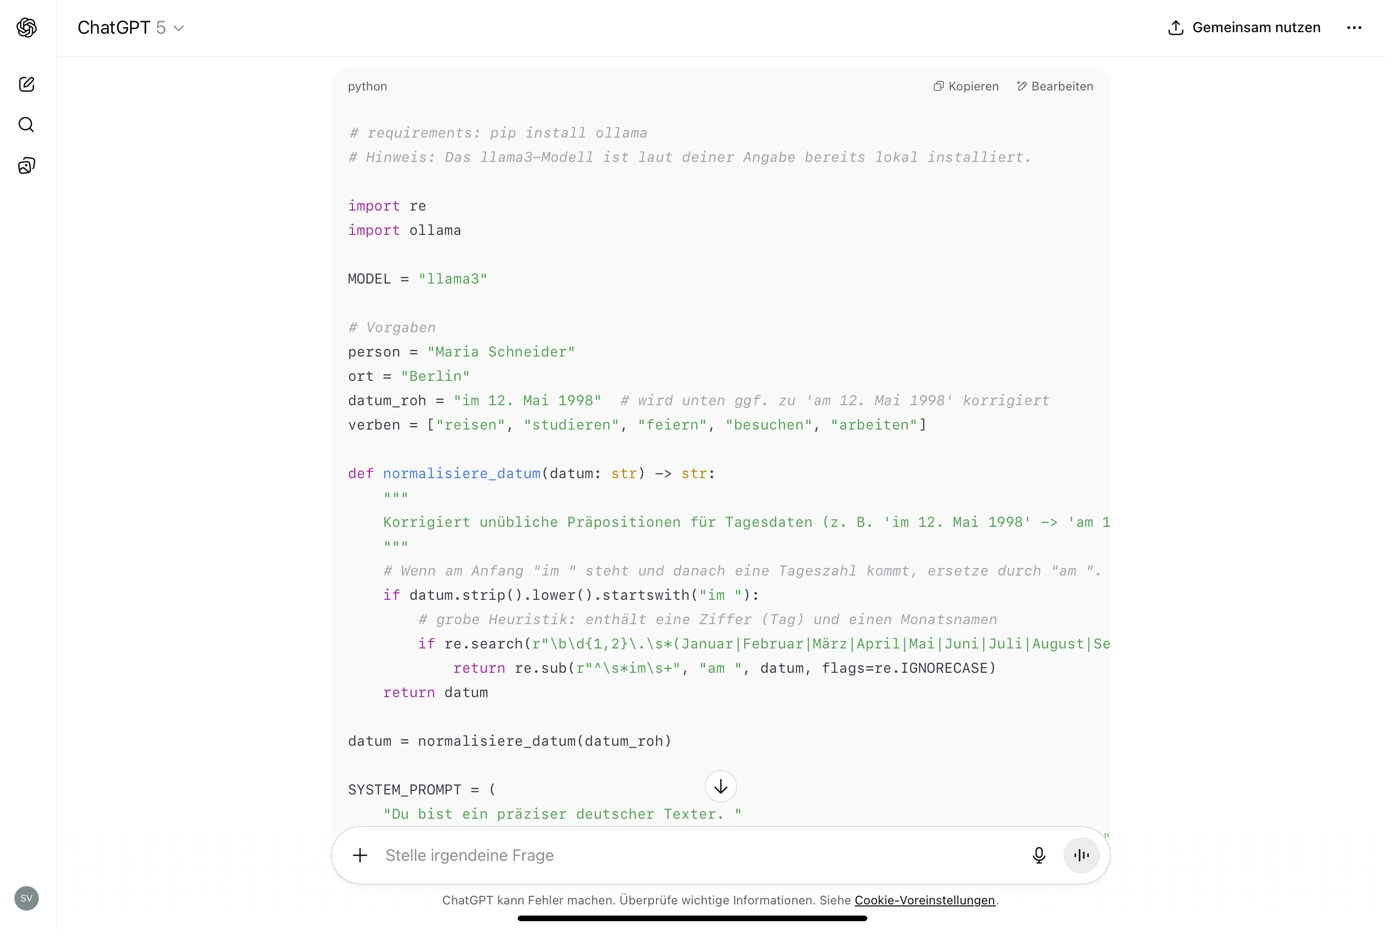 ChatGPT 5
Gemeinsam nutzen
python
Kopieren
Bearbeiten
# requirements: pip install ollama
# Hinweis: Das llama3-Modell ist laut deiner Angabe bereits lokal installiert.
import re
import ollama
MODEL = "llama3"
# Vorgaben
person = "Maria Schneider"
ort = "Berlin"
datum_roh = "im 12. Mai 1998"  # wird unten ggf. zu 'am 12. Mai 1998' korrigiert
verben = ["reisen", "studieren", "feiern", "besuchen", "arbeiten"]
def normalisiere_datum(datum: str) -> str:
    """
    Korrigiert unübliche Präpositionen für Tagesdaten (z. B. 'im 12. Mai 1998' -> 'am 1
    """
    # Wenn am Anfang "im " steht und danach eine Tageszahl kommt, ersetze durch "am ".
    if datum.strip().lower().startswith("im "):
        # grobe Heuristik: enthält eine Ziffer (Tag) und einen Monatsnamen
        if re.search(r"\b\d{1,2}\.\s*(Januar|Februar|März|April|Mai|Juni|Juli|August|Se
            return re.sub(r"^\s*im\s+", "am ", datum, flags=re.IGNORECASE)
    return datum
datum = normalisiere_datum(datum_roh)
SYSTEM_PROMPT = (
    "Du bist ein präziser deutscher Texter. "
"
Stelle irgendeine Frage
SV
ChatGPT kann Fehler machen. Überprüfe wichtige Informationen. Siehe Cookie-Voreinstellungen.